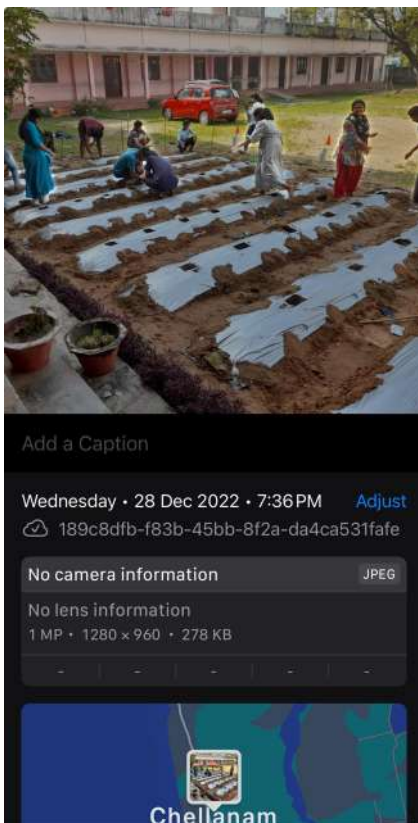 Add a Caption
Wednesday • 28 Dec 2022 • 7:36 PM Adjust
189c8dfb-f83b-45bb-8f2a-da4ca531fafe
No camera information JPEG
No lens information
1 MP • 1280 × 960 • 278 KB
- - - - -
Chellanam